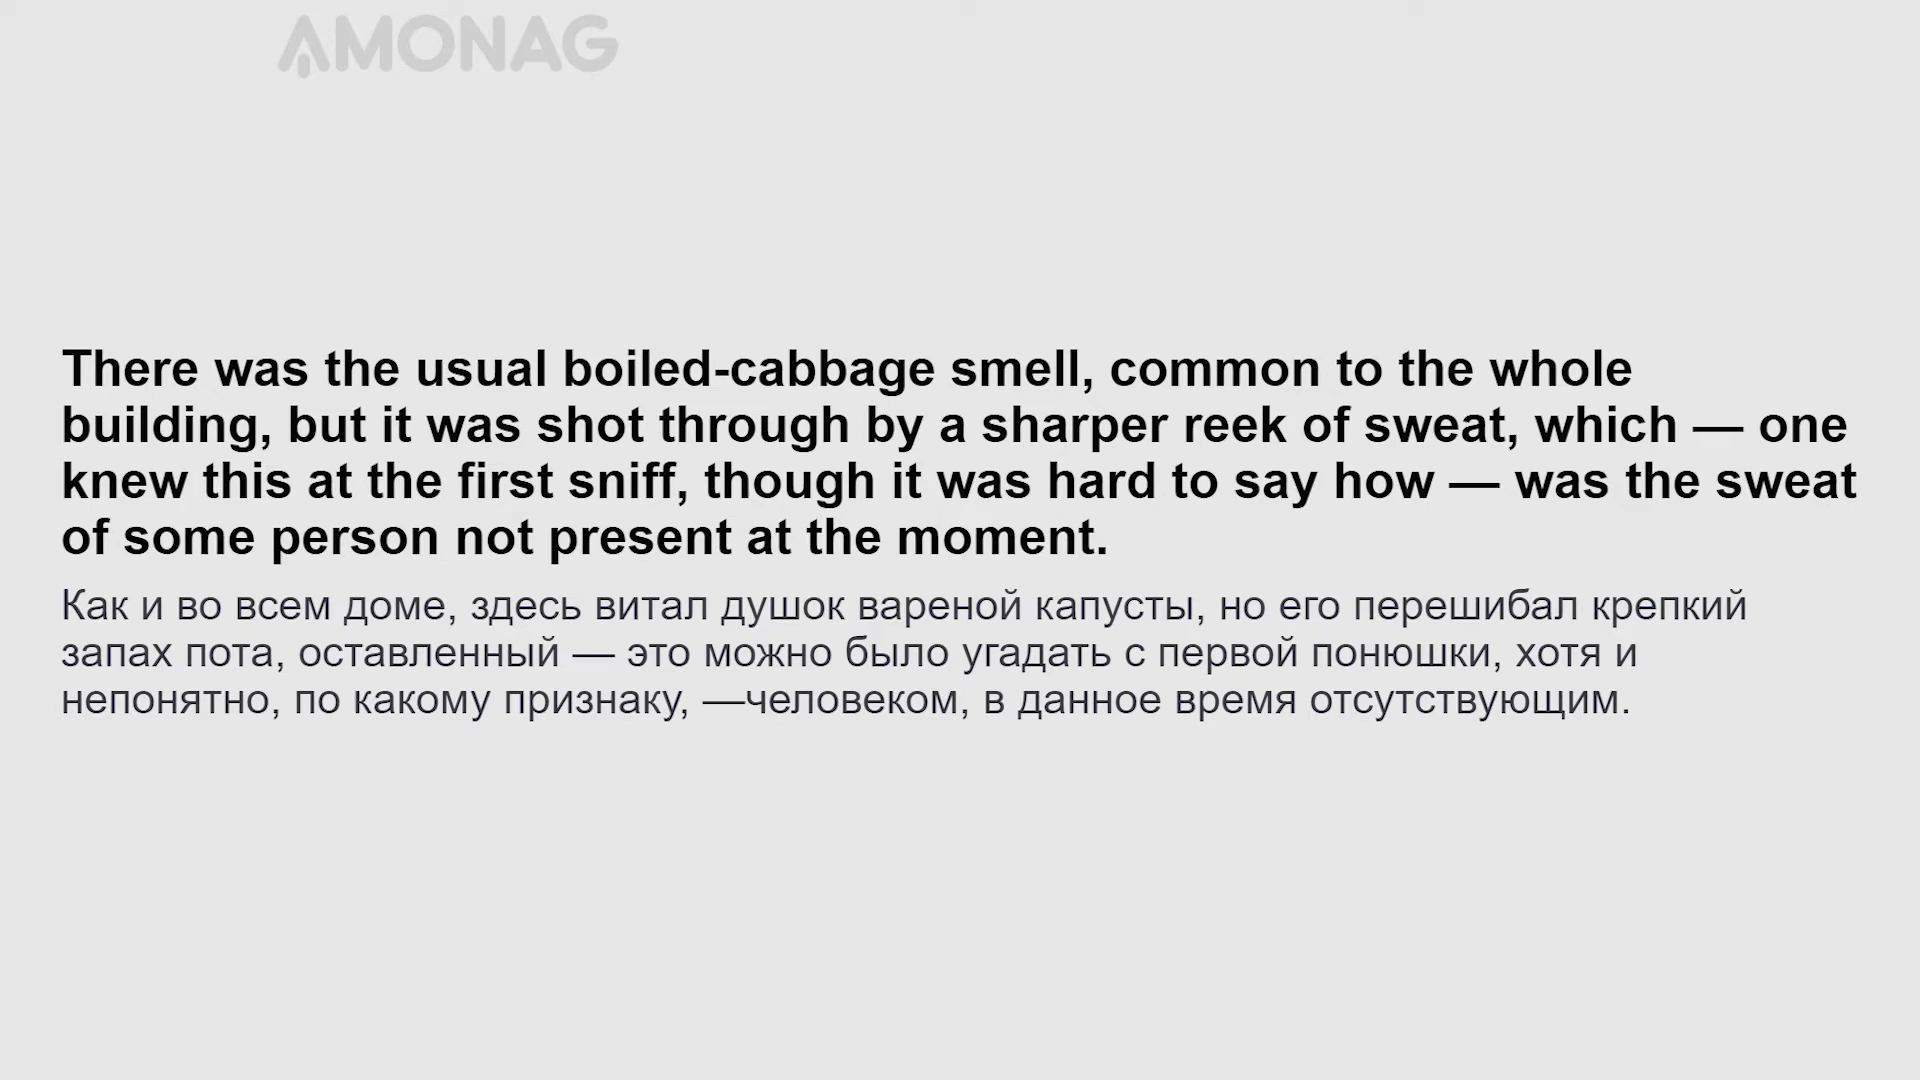 AMONAG
There was the usual boiled-cabbage smell, common to the whole
building, but it was shot through by a sharper reek of sweat, which — one
knew this at the first sniff, though it was hard to say how — was the sweat
of some person not present at the moment.
Как и во всем доме, здесь витал душок вареной капусты, но его перешибал крепкий
запах пота, оставленный — это можно было угадать с первой понюшки, хотя и
непонятно, по какому признаку, —человеком, в данное время отсутствующим.